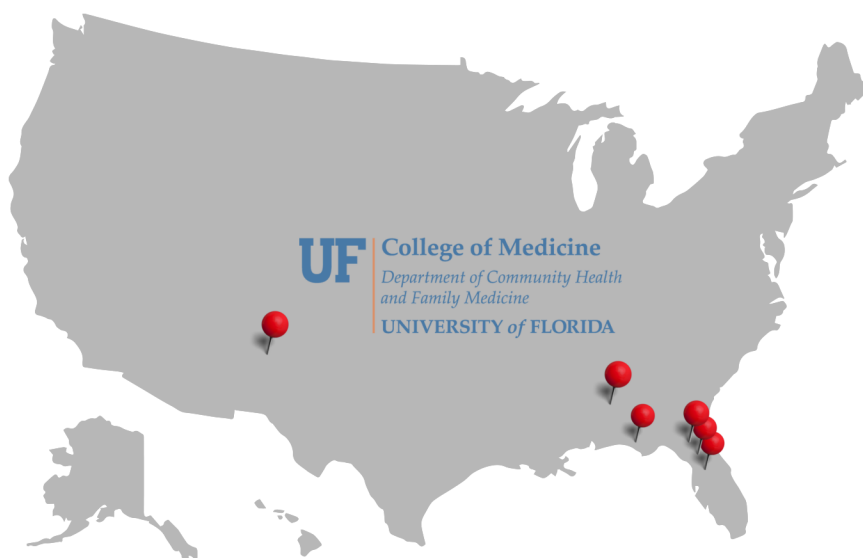 UF
College of Medicine
Department of Community Health
and Family Medicine
UNIVERSITY of FLORIDA